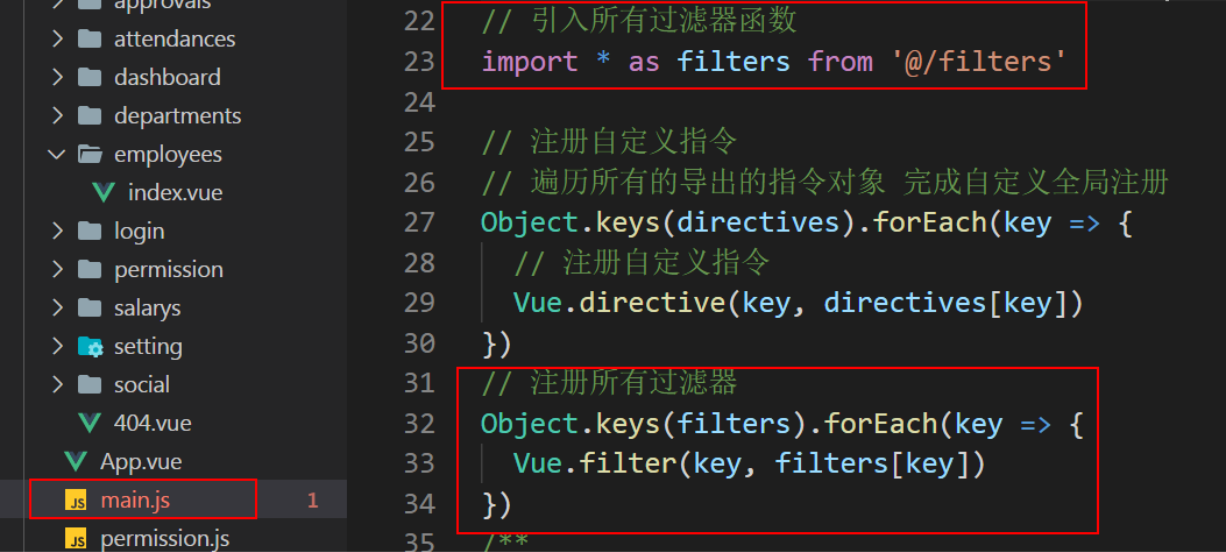 approvals
attendances
dashboard
departments
employees
index.vue
login
permission
salarys
setting
social
404.vue
App.vue
JS main.js 1
JS permission.js
22 // 引入所有过滤器函数
23 import * as filters from '@/filters'
24
25 // 注册自定义指令
26 // 遍历所有的导出的指令对象 完成自定义全局注册
27 Object.keys(directives).forEach(key => {
28 // 注册自定义指令
29 Vue.directive(key, directives[key])
30 })
31 // 注册所有过滤器
32 Object.keys(filters).forEach(key => {
33 Vue.filter(key, filters[key])
34 })
35 /**